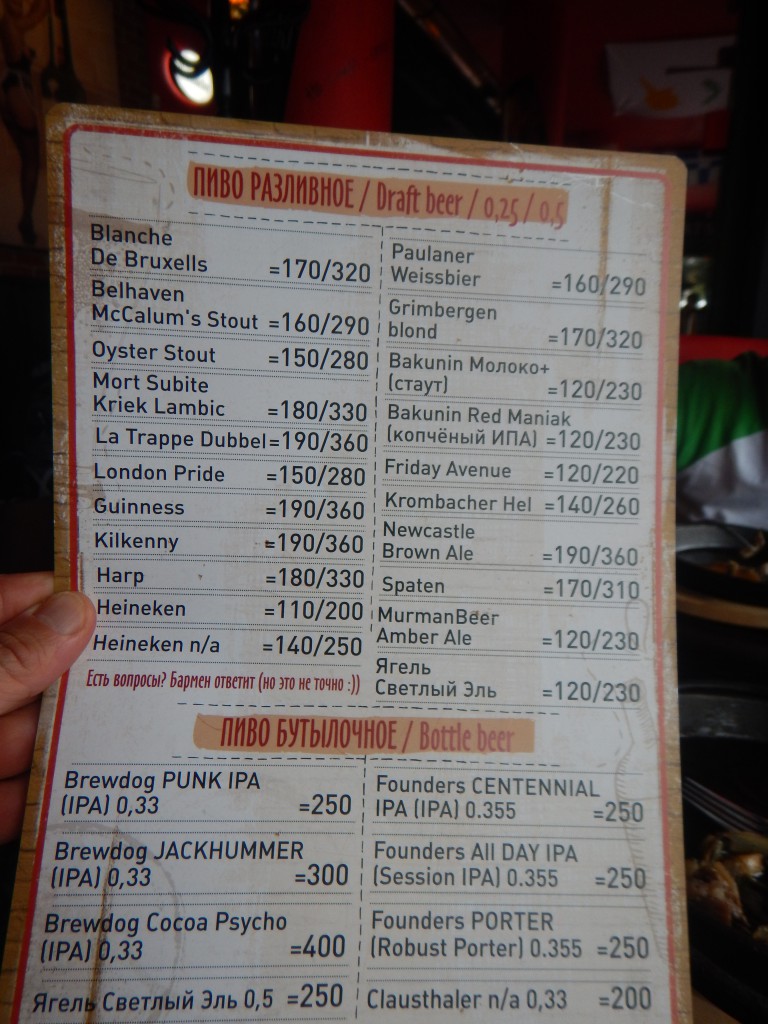 ПИВО РАЗЛИВНОЕ / Draft beer / 0,25 / 0,5
Blanche
De Bruxells =170/320
Belhaven
McCalum's Stout =160/290
Oyster Stout =150/280
Mort Subite
Kriek Lambic =180/330
La Trappe Dubbel=190/360
London Pride =150/280
Guinness =190/360
Kilkenny =190/360
Harp =180/330
Heineken =110/200
Heineken n/a =140/250
Есть вопросы? Бармен ответит (но это не точно :))
Paulaner
Weissbier =160/290
Grimbergen
blond =170/320
Bakunin Молоко+
(стаут) =120/230
Bakunin Red Maniak
(копчёный ИПА) =120/230
Friday Avenue =120/220
Krombacher Hel =140/260
Newcastle
Brown Ale =190/360
Spaten =170/310
MurmanBeer
Amber Ale =120/230
Ягель
Светлый Эль =120/230
ПИВО БУТЫЛОЧНОЕ / Bottle beer
Brewdog PUNK IPA
(IPA) 0,33 =250
Brewdog JACKHUMMER
(IPA) 0,33 =300
Brewdog Cocoa Psycho
(IPA) 0,33 =400
Ягель Светлый Эль 0,5 =250
Founders CENTENNIAL
IPA (IPA) 0.355 =250
Founders All DAY IPA
(Session IPA) 0.355 =250
Founders PORTER
(Robust Porter) 0.355 =250
Clausthaler n/a 0,33 =200